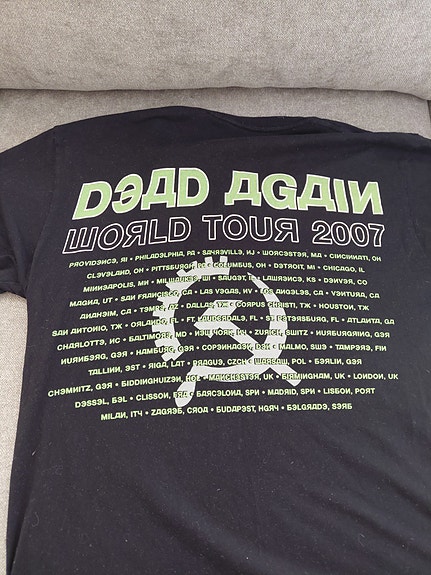 DEAD AGAIN
WORLD TOUR 2007
PROVIDENCE, RI • PHILADELPHIA, PA • SAYREVILLE, NJ • WORCESTER, MA • CINCINNATI, OH
CLEVELAND, OH • PITTSBURGH, PA • COLUMBUS, OH • DETROIT, MI • CHICAGO, IL
MINNEAPOLIS, MN • MILWAUKEE, WI • SAUGET, IL • LAWRENCE, KS • DENVER, CO
MAGNA, UT • SAN FRANCISCO, CA • LAS VEGAS, NV • LOS ANGELES, CA • VENTURA, CA
ANAHEIM, CA • TEMPE, AZ • DALLAS, TX • CORPUS CHRISTI, TX • HOUSTON, TX
SAN ANTONIO, TX • ORLANDO, FL • FT. LAUDERDALE, FL • ST. PETERSBURG, FL • ATLANTA, GA
CHARLOTTE, NC • BALTIMORE, MD • NEW YORK, NY • ZURICH, SWITZ • NURBURGRING, GER
NURNBERG, GER • HAMBURG, GER • COPENHAGEN, DEN • MALMO, SWE • TAMPERE, FIN
TALLINN, EST • RIGA, LAT • PRAGUE, CZCH • WARSAW, POL • BERLIN, GER
CHEMNITZ, GER • BIDDINGHUIZEN, HOL • MANCHESTER, UK • BIRMINGHAM, UK • LONDON, UK
DESSEL, BEL • CLISSON, FRA • BARCELONA, SPN • MADRID, SPN • LISBON, PORT
MILAN, ITY • ZAGREB, CROA • BUDAPEST, HGRY • BELGRADE, SERB